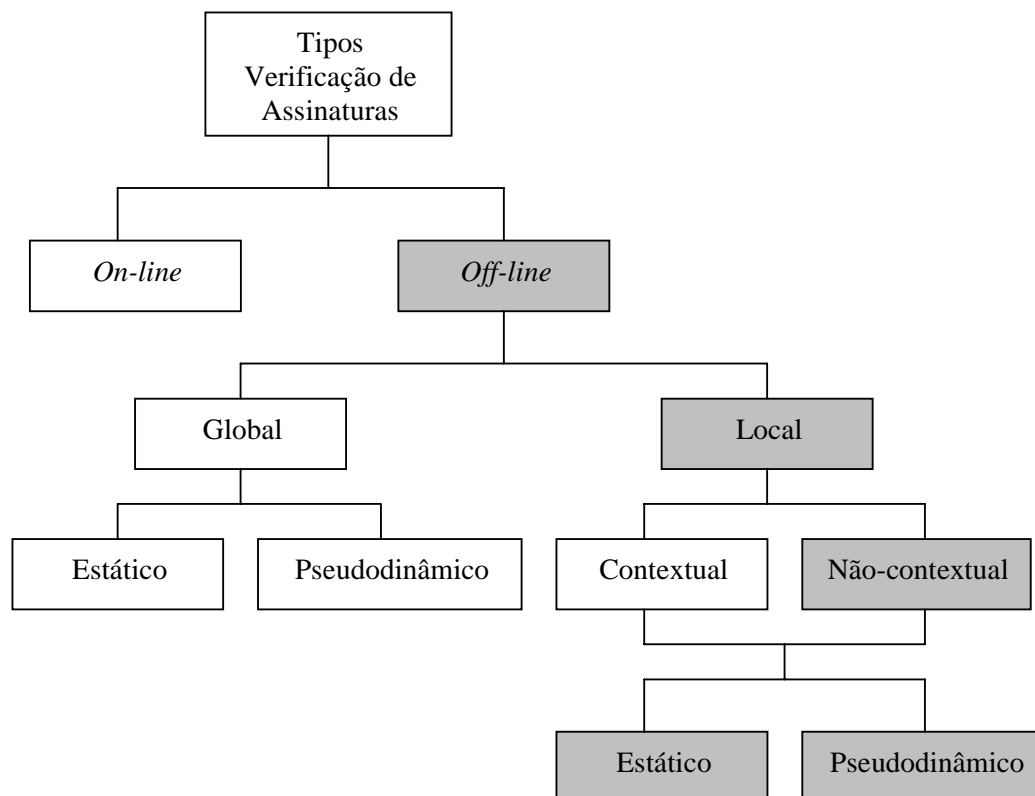 Tipos
Verificação de
Assinaturas
On-line
Off-line
Global
Local
Estático
Pseudodinâmico
Contextual
Não-contextual
Estático
Pseudodinâmico